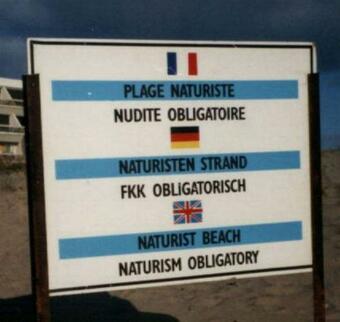 PLAGE NATURISTE
NUDITE OBLIGATOIRE
NATURISTEN STRAND
FKK OBLiGATORISCH
NATURIST BEACH
NATURISM OBLIGATORY